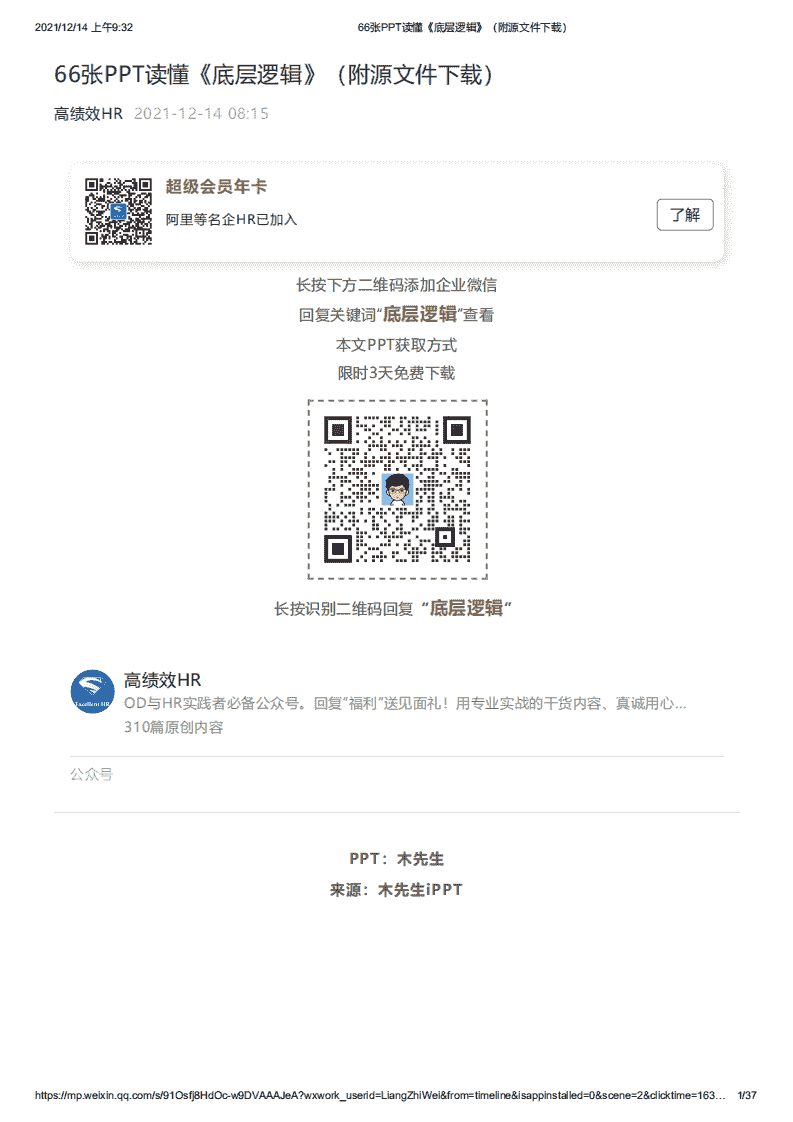 2021/12/14 上午9:32
66张PPT读懂《底层逻辑》（附源文件下载）
66张PPT读懂《底层逻辑》（附源文件下载）
高绩效HR 2021-12-14 08:15
超级会员年卡
阿里等名企HR已加入
了解
长按下方二维码添加企业微信
回复关键词“底层逻辑”查看
本文PPT获取方式
限时3天免费下载
长按识别二维码回复 “底层逻辑”
Excellent HR
高绩效HR
OD与HR实践者必备公众号。回复“福利”送见面礼！用专业实战的干货内容、真诚用心...
310篇原创内容
公众号
PPT：木先生
来源：木先生iPPT
https://mp.weixin.qq.com/s/91Osfj8HdOc-w9DVAAAJeA?wxwork_userid=LiangZhiWei&from=timeline&isappinstalled=0&scene=2&clicktime=163… 1/37